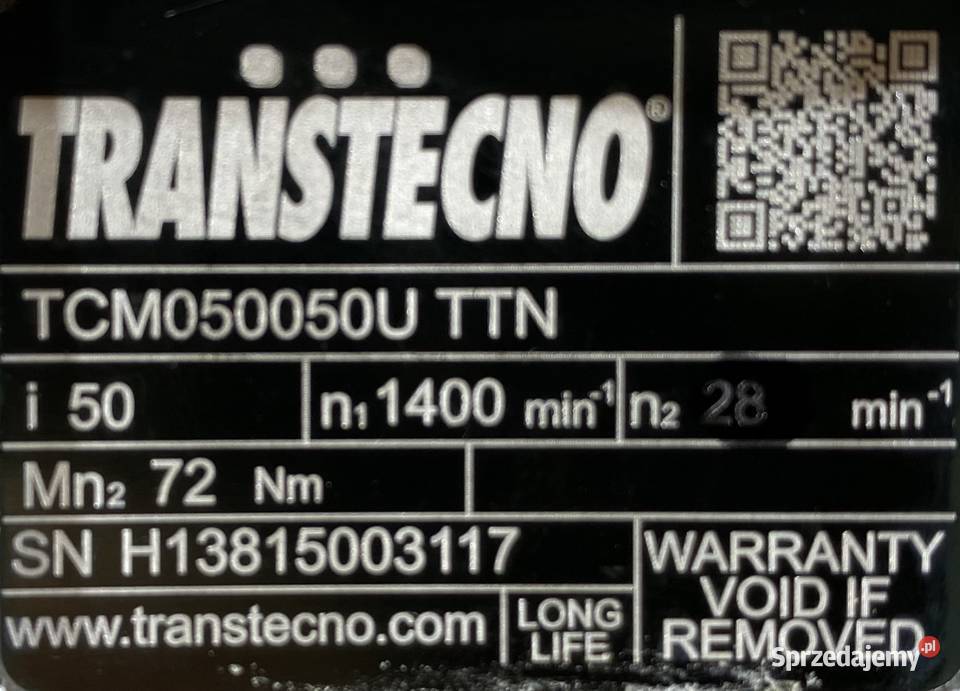 TRANSTECNO®
TCM050050U TTN
i 50 n1 1400 min-1 n2 28 min-1
Mn2 72 Nm
SN H13815003117
WARRANTY
VOID IF
REMOVED
www.transtecno.com
LONG
LIFE
Sprzedajemy.pl